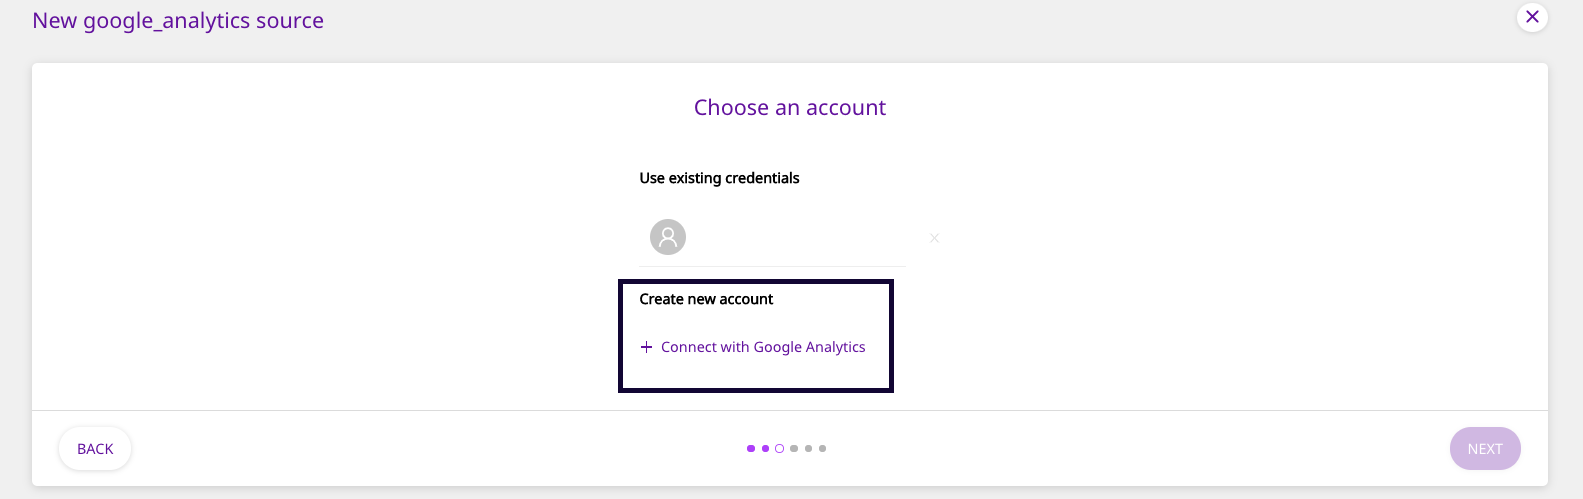 New google_analytics source
Choose an account
Use existing credentials
Create new account
+ Connect with Google Analytics
BACK
NEXT